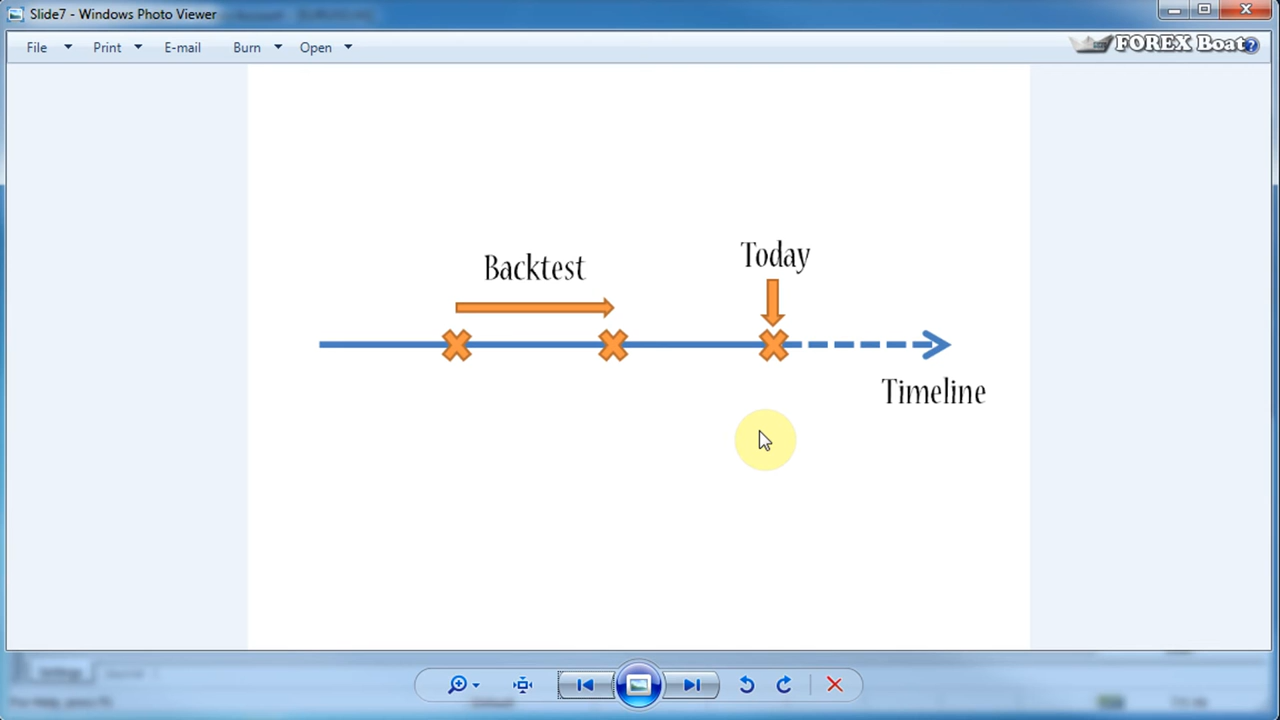 Slide7 - Windows Photo Viewer
File Print E-mail Burn Open
FOREX Boat
Backtest
Today
Timeline